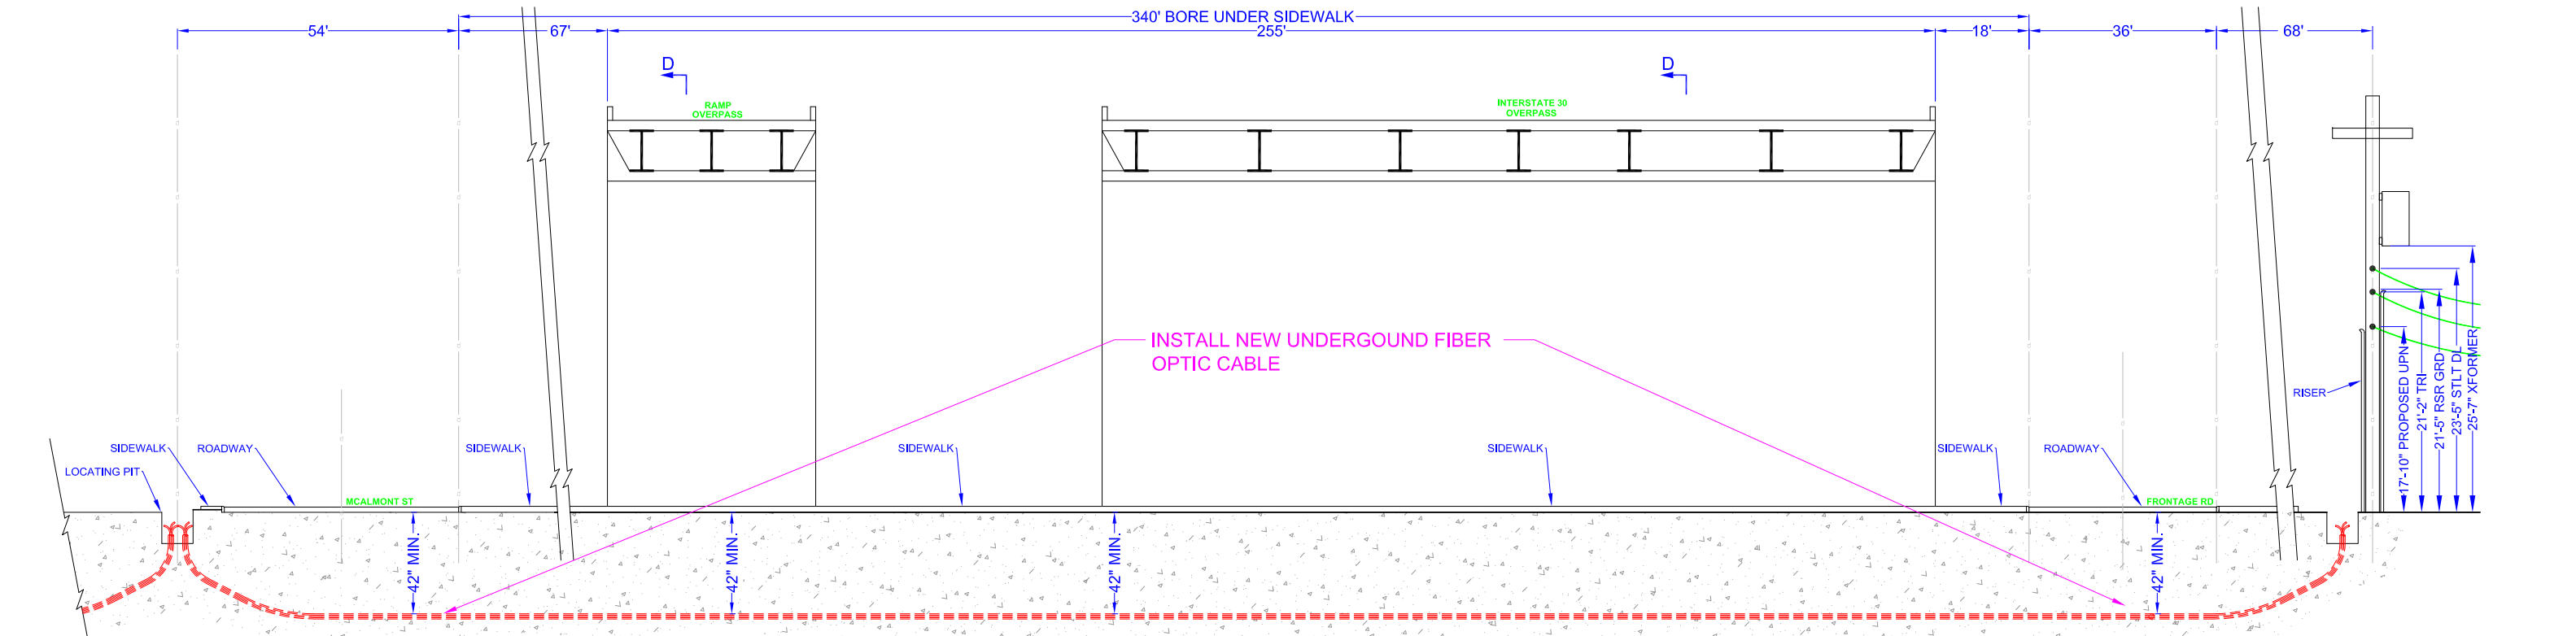 340' BORE UNDER SIDEWALK
54'
67'
255'
18'
36'
68'
D
D
RAMP
OVERPASS
INTERSTATE 30
OVERPASS
INSTALL NEW UNDERGOUND FIBER
OPTIC CABLE
RISER
17'-10" PROPOSED UPN
21'-2" TRI
21'-5" RSR GRD
23'-5" STLT DL
25'-7" XFORMER
LOCATING PIT
SIDEWALK
ROADWAY
SIDEWALK
SIDEWALK
SIDEWALK
SIDEWALK
ROADWAY
MCALMONT ST
FRONTAGE RD
42" MIN.
42" MIN.
42" MIN.
42" MIN.